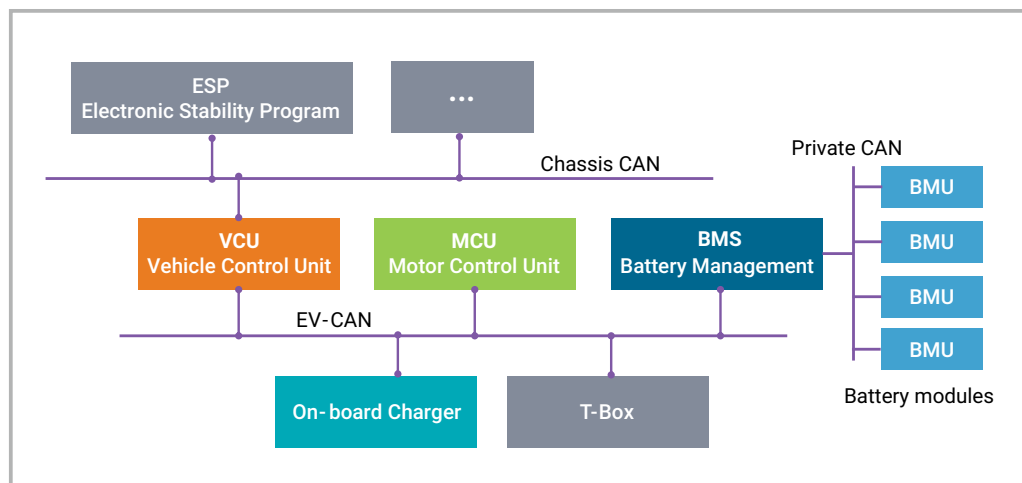 ESP
Electronic Stability Program
...
Chassis CAN
Private CAN
BMU
BMU
BMU
BMU
Battery modules
VCU
Vehicle Control Unit
MCU
Motor Control Unit
BMS
Battery Management
EV-CAN
On-board Charger
T-Box